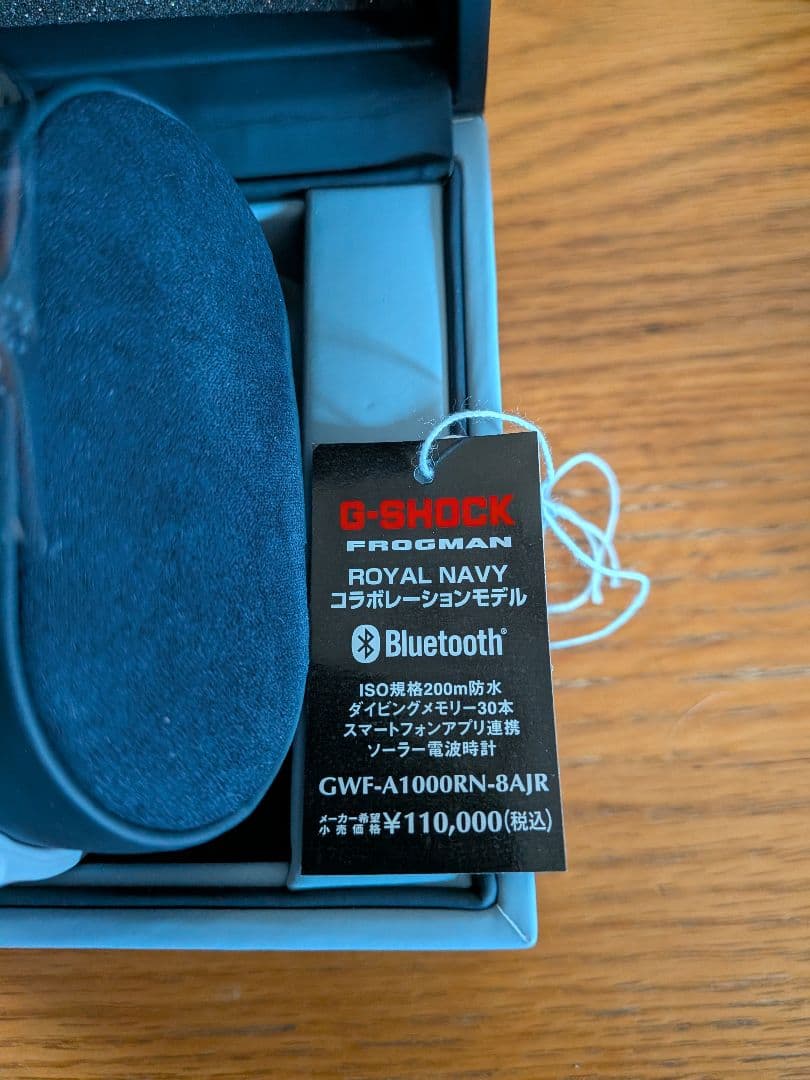 G-SHOCK
FROGMAN
ROYAL NAVY
コラボレーションモデル
Bluetooth®
ISO規格200m防水
ダイビングメモリー30本
スマートフォンアプリ連携
ソーラー電波時計
GWF-A1000RN-8AJR
メーカー希望小売価格 ¥110,000(税込)